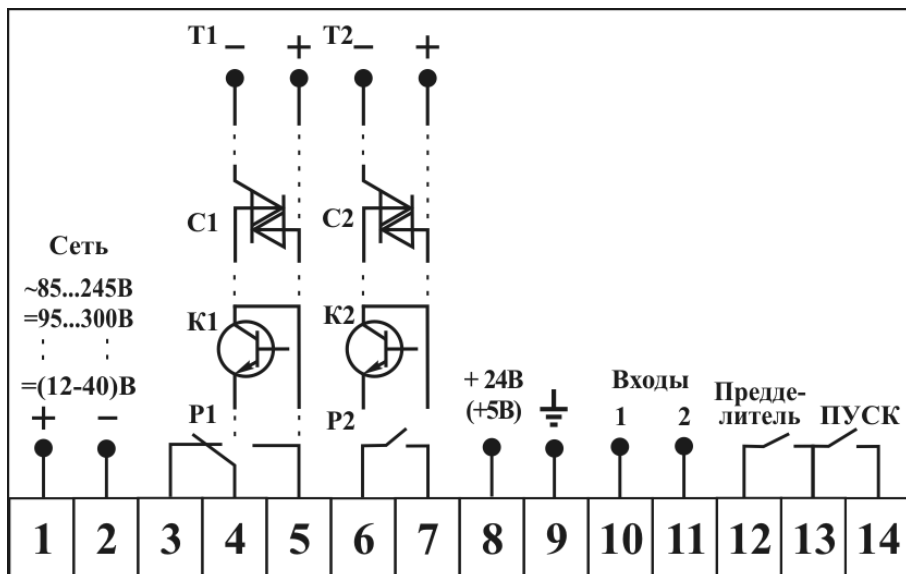 Т1 − + Т2 − +
С1 С2
Сеть
~85...245В
=95...300В
К1 К2
=(12-40)В
+ −
Р1 Р2
+ 24В
(+5В)
Входы
1 2
Предде-
литель
ПУСК
1 2 3 4 5 6 7 8 9 10 11 12 13 14